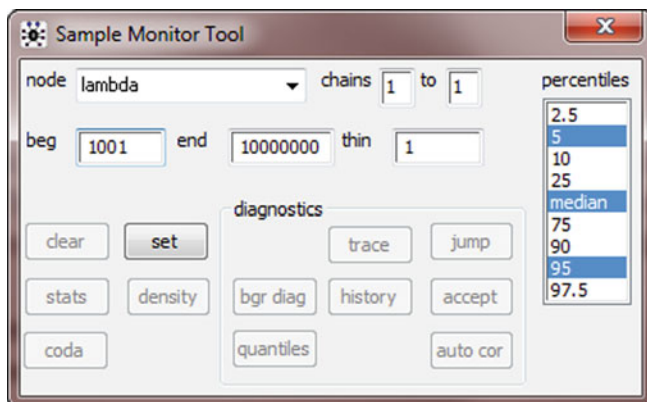 Sample Monitor Tool
node lambda chains 1 to 1 percentiles
beg 1001 end 10000000 thin 1
2.5
5
10
25
median
75
90
95
97.5
diagnostics
clear set trace jump
stats density bgr diag history accept
coda quantiles auto cor